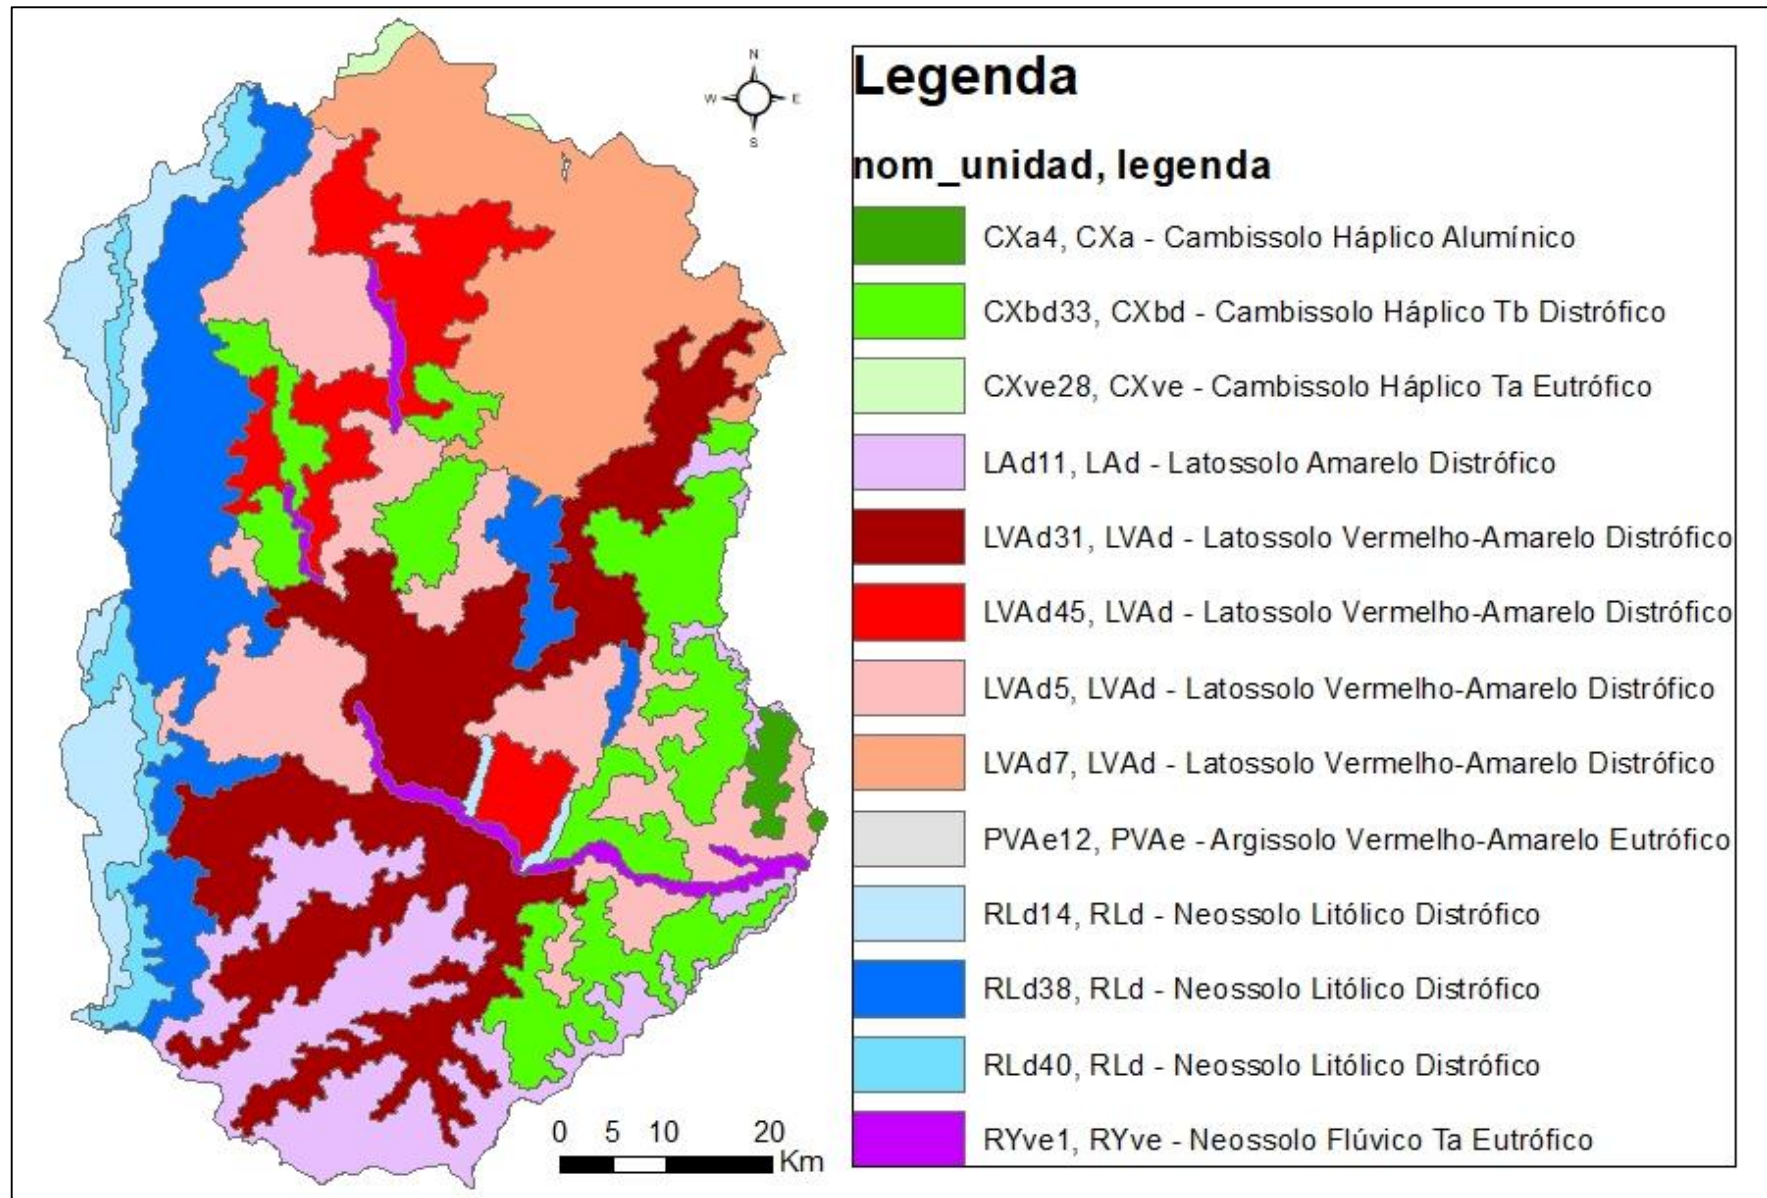 N
W E
S
Legenda
nom_unidad, legenda
CXa4, CXa - Cambissolo Háplico Alumínico
CXbd33, CXbd - Cambissolo Háplico Tb Distrófico
CXve28, CXve - Cambissolo Háplico Ta Eutrófico
LAd11, LAd - Latossolo Amarelo Distrófico
LVAd31, LVAd - Latossolo Vermelho-Amarelo Distrófico
LVAd45, LVAd - Latossolo Vermelho-Amarelo Distrófico
LVAd5, LVAd - Latossolo Vermelho-Amarelo Distrófico
LVAd7, LVAd - Latossolo Vermelho-Amarelo Distrófico
PVAe12, PVAe - Argissolo Vermelho-Amarelo Eutrófico
RLd14, RLd - Neossolo Litólico Distrófico
RLd38, RLd - Neossolo Litólico Distrófico
RLd40, RLd - Neossolo Litólico Distrófico
RYve1, RYve - Neossolo Flúvico Ta Eutrófico
0 5 10 20
Km